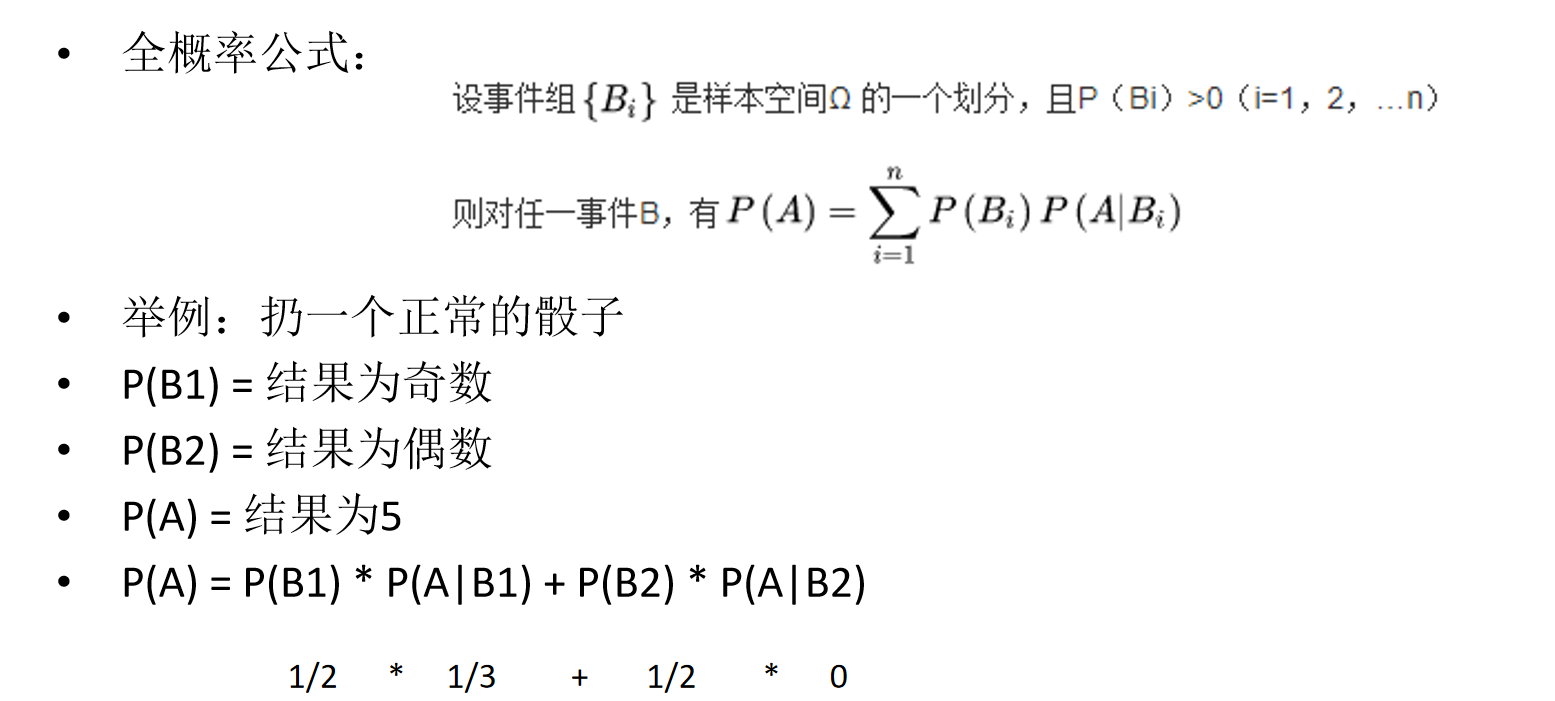 • 全概率公式：
设事件组 {B_i} 是样本空间Ω 的一个划分，且P（Bi）>0（i=1，2，…n）
则对任一事件B，有 P(A) = \sum_{i=1}^{n} P(B_i) P(A|B_i)
• 举例：扔一个正常的骰子
• P(B1) = 结果为奇数
• P(B2) = 结果为偶数
• P(A) = 结果为5
• P(A) = P(B1) * P(A|B1) + P(B2) * P(A|B2)
1/2 * 1/3 + 1/2 * 0